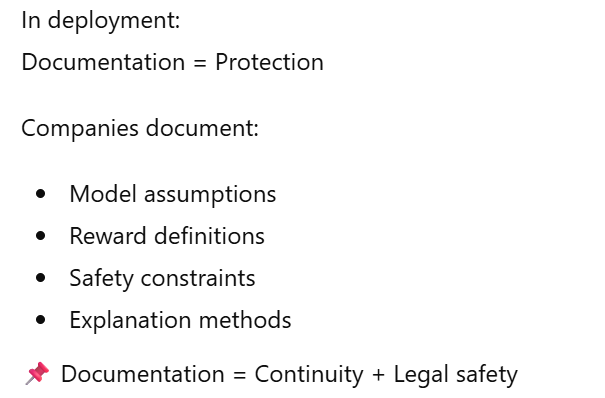 In deployment:
Documentation = Protection
Companies document:
• Model assumptions
• Reward definitions
• Safety constraints
• Explanation methods
📌 Documentation = Continuity + Legal safety